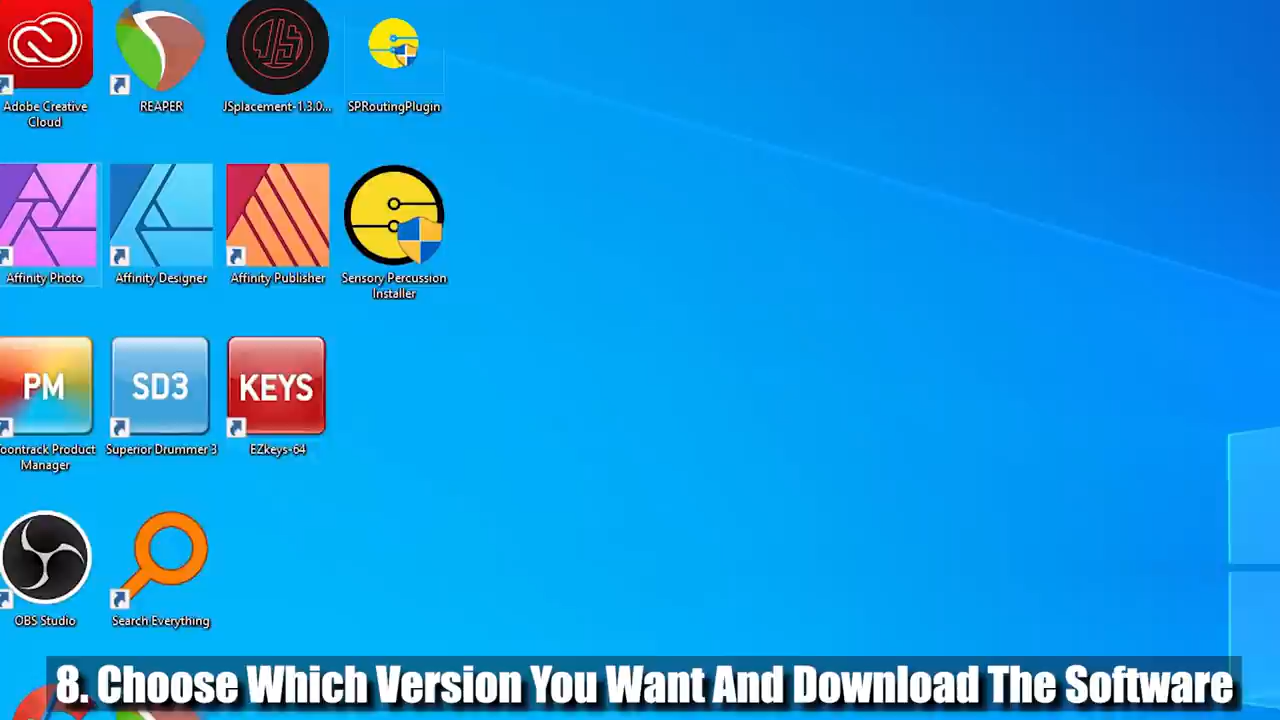 Adobe Creative
Cloud
REAPER
JSplacement-1.3.0...
SPRoutingPlugin
Affinity Photo
Affinity Designer
Affinity Publisher
Sensory Percussion
Installer
PM
SD3
KEYS
oontrack Product
Manager
Superior Drummer 3
EZkeys-64
OBS Studio
Search Everything
8. Choose Which Version You Want And Download The Software